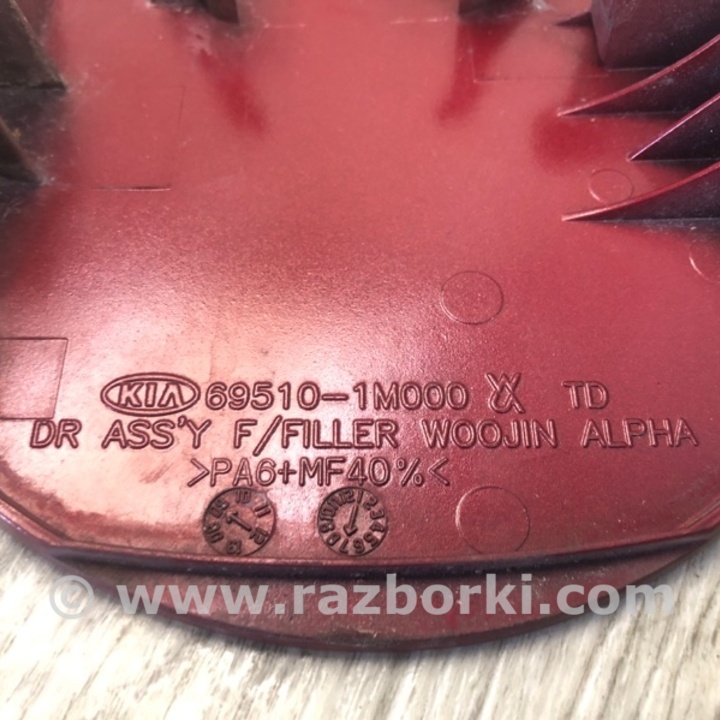 KIA 69510-1M000 TD
DR ASS'Y F/FILLER WOOJIN ALPHA
>PA6+MF40%<
© www.razborki.com